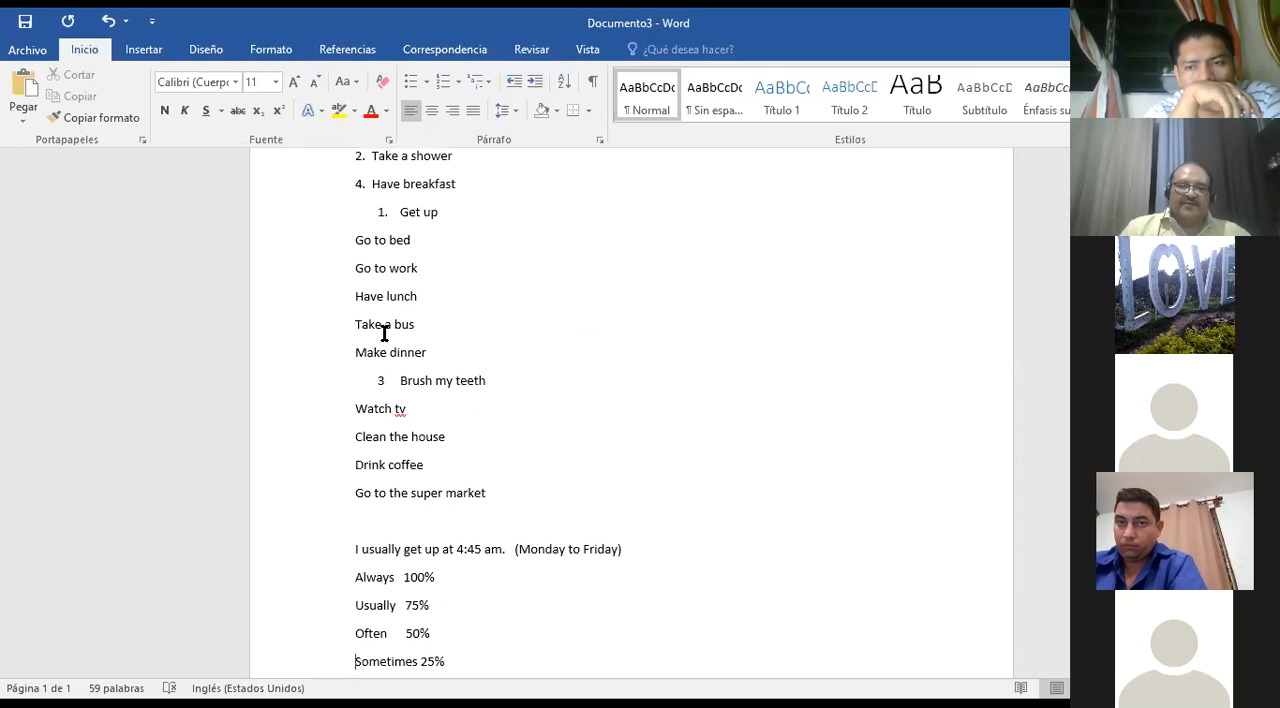 Documento3 - Word
Archivo Inicio Insertar Diseño Formato Referencias Correspondencia Revisar Vista ¿Qué desea hacer?
Pegar Cortar
Copiar
Copiar formato
Calibri (Cuerpo 11
Portapapeles Fuente Párrafo Estilos
AaBbCcDc AaBbCcDc AaBbCc AaBbCcD AaB AaBbCcD AaBbCcDc
¶ Normal ¶ Sin espa... Título 1 Título 2 Título Subtítulo Énfasis su
2. Take a shower
4. Have breakfast
1. Get up
Go to bed
Go to work
Have lunch
Take a bus
Make dinner
3 Brush my teeth
Watch tv
Clean the house
Drink coffee
Go to the super market
I usually get up at 4:45 am. (Monday to Friday)
Always 100%
Usually 75%
Often 50%
Sometimes 25%
Página 1 de 1 59 palabras Inglés (Estados Unidos)
LOVE